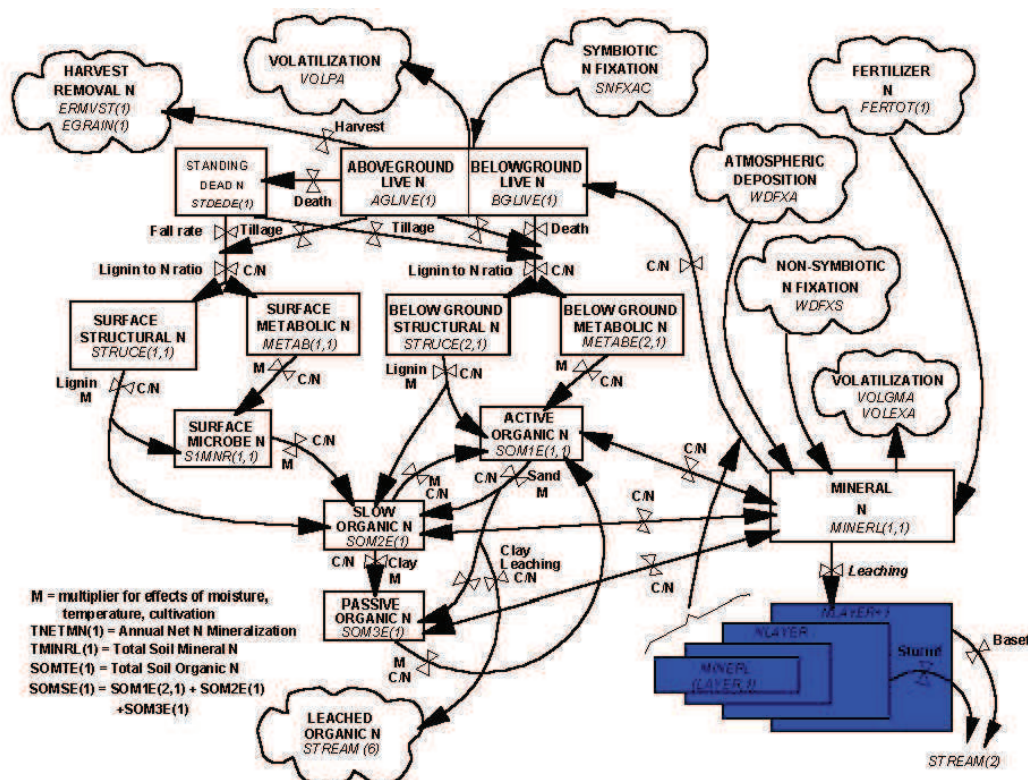 HARVEST
REMOVAL N
ERMVST(1)
EGRAIN(1)
VOLATILIZATION
VOLPA
SYMBIOTIC
N FIXATION
SNFXAC
FERTILIZER
N
FERTOT(1)
Harvest
STANDING
DEAD N
STDEDE(1)
Death
ABOVEGROUND
LIVE N
AGLIVE(1)
BELOWGROUND
LIVE N
BGLIVE(1)
ATMOSPHERIC
DEPOSITION
WDFXA
Fall rate
Tillage
Tillage
Death
Lignin to N ratio
C/N
Lignin to N ratio
C/N
C/N
NON-SYMBIOTIC
N FIXATION
WDFXS
SURFACE
STRUCTURAL N
STRUCE(1,1)
SURFACE
METABOLIC N
METAB(1,1)
BELOW GROUND
STRUCTURAL N
STRUCE(2,1)
BELOW GROUND
METABOLIC N
METABE(2,1)
VOLATILIZATION
VOLGMA
VOLEXA
Lignin
M
C/N
M
C/N
Lignin
M
C/N
M
C/N
SURFACE
MICROBE N
S1MNR(1,1)
C/N
M
ACTIVE
ORGANIC N
SOM1E(1,1)
M
C/N
C/N
Sand
M
C/N
MINERAL
N
MINERL(1,1)
SLOW
ORGANIC N
SOM2E(1)
C/N
C/N
Clay
M
Clay
Leaching
C/N
C/N
Leaching
PASSIVE
ORGANIC N
SOM3E(1)
M
C/N
M = multiplier for effects of moisture,
temperature, cultivation
TNETMN(1) = Annual Net N Mineralization
TMINRL(1) = Total Soil Mineral N
SOMTE(1) = Total Soil Organic N
SOMSE(1) = SOM1E(2,1) + SOM2E(1)
+SOM3E(1)
LEACHED
ORGANIC N
STREAM (6)
NLAYER+1
NLAYER
MINERL
(LAYER,1)
Stormf
Basef
STREAM(2)